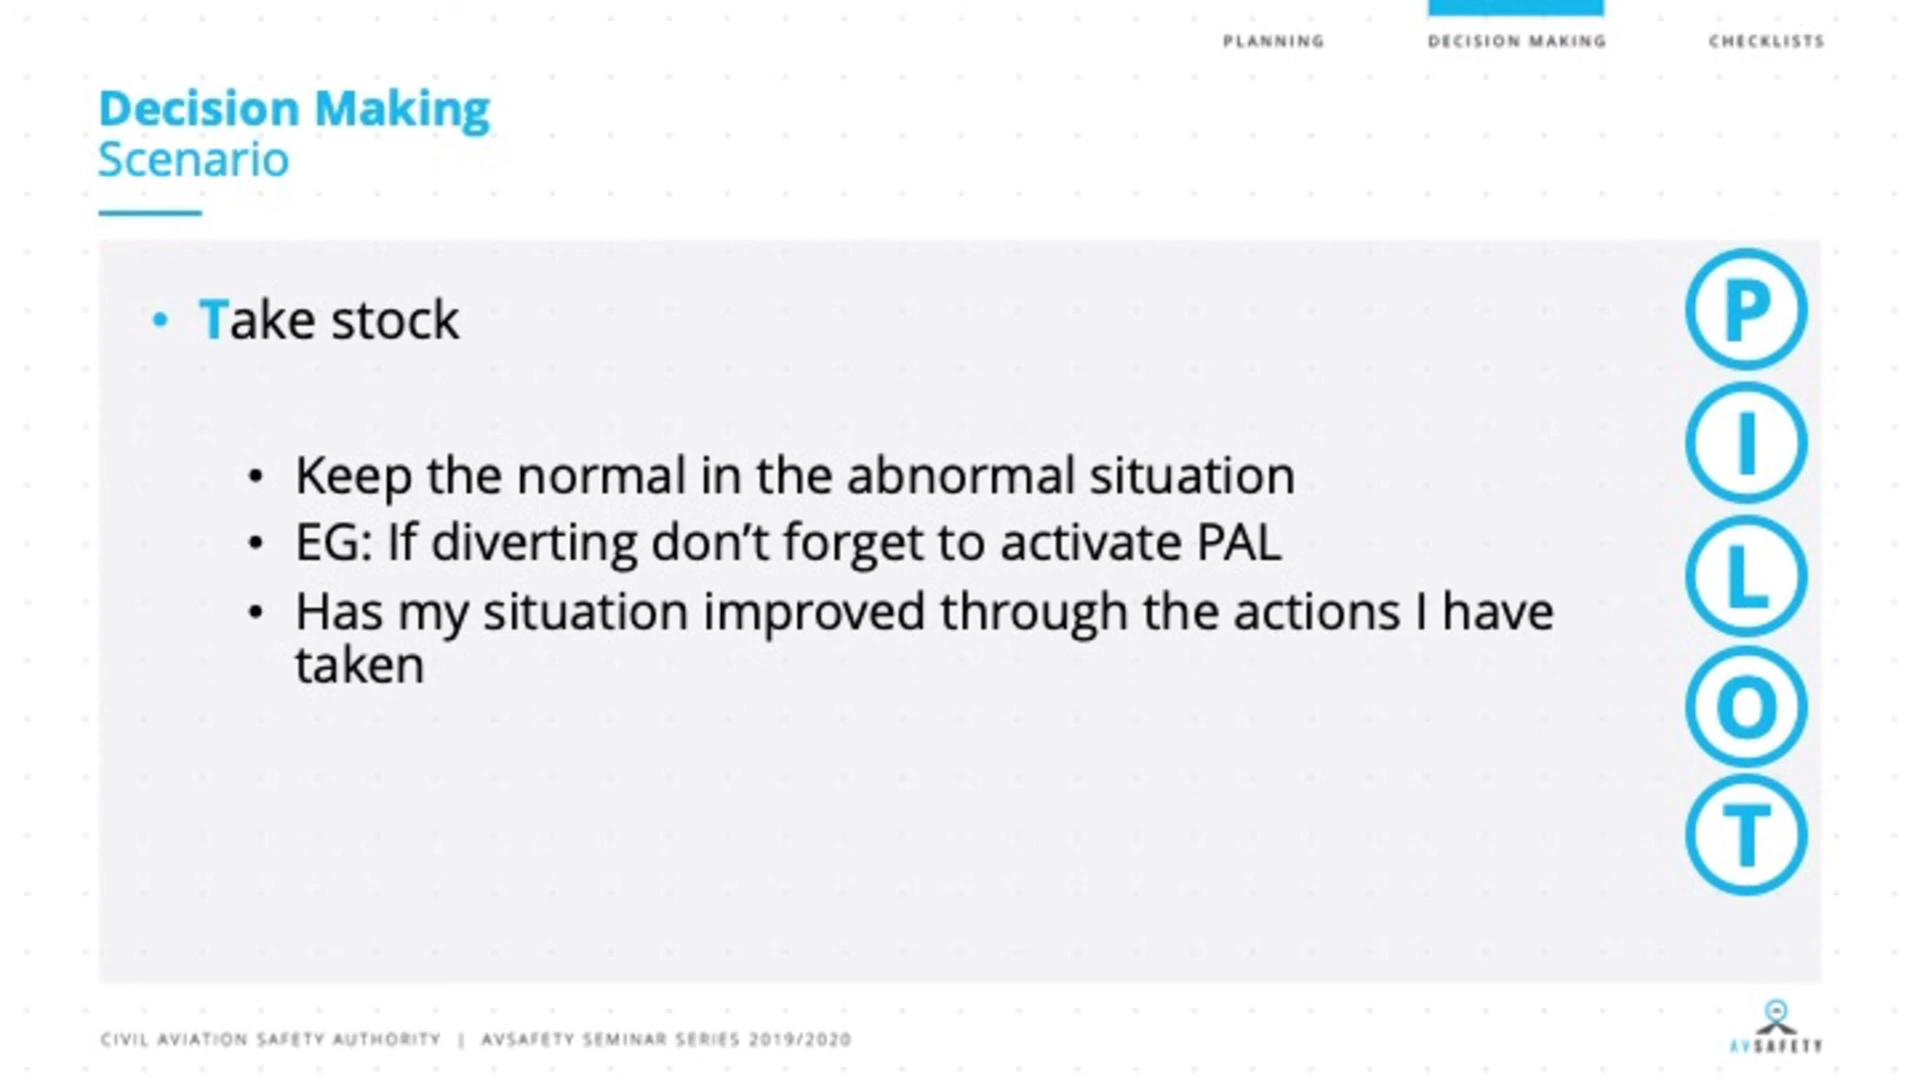 PLANNING DECISION MAKING CHECKLISTS
Decision Making
Scenario
• Take stock
• Keep the normal in the abnormal situation
• EG: If diverting don’t forget to activate PAL
• Has my situation improved through the actions I have
taken
P
I
L
O
T
CIVIL AVIATION SAFETY AUTHORITY | AVSAFETY SEMINAR SERIES 2019/2020
AVSAFETY